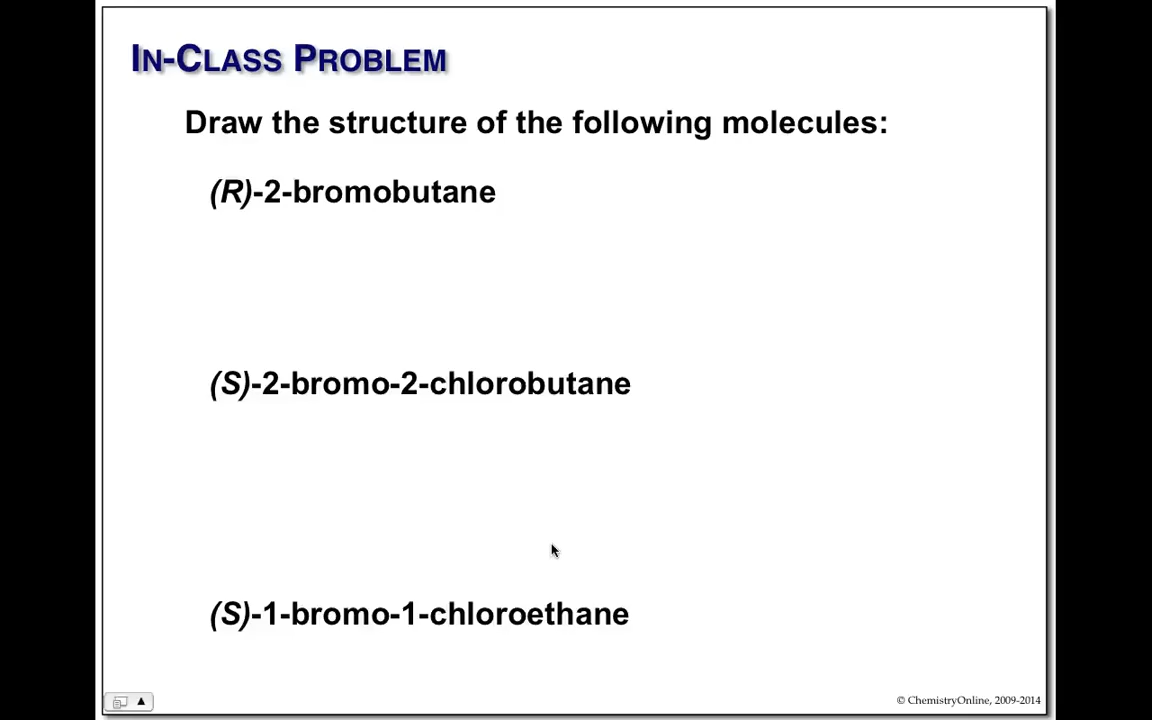 IN-CLASS PROBLEM
Draw the structure of the following molecules:
(R)-2-bromobutane
(S)-2-bromo-2-chlorobutane
(S)-1-bromo-1-chloroethane
© ChemistryOnline, 2009-2014